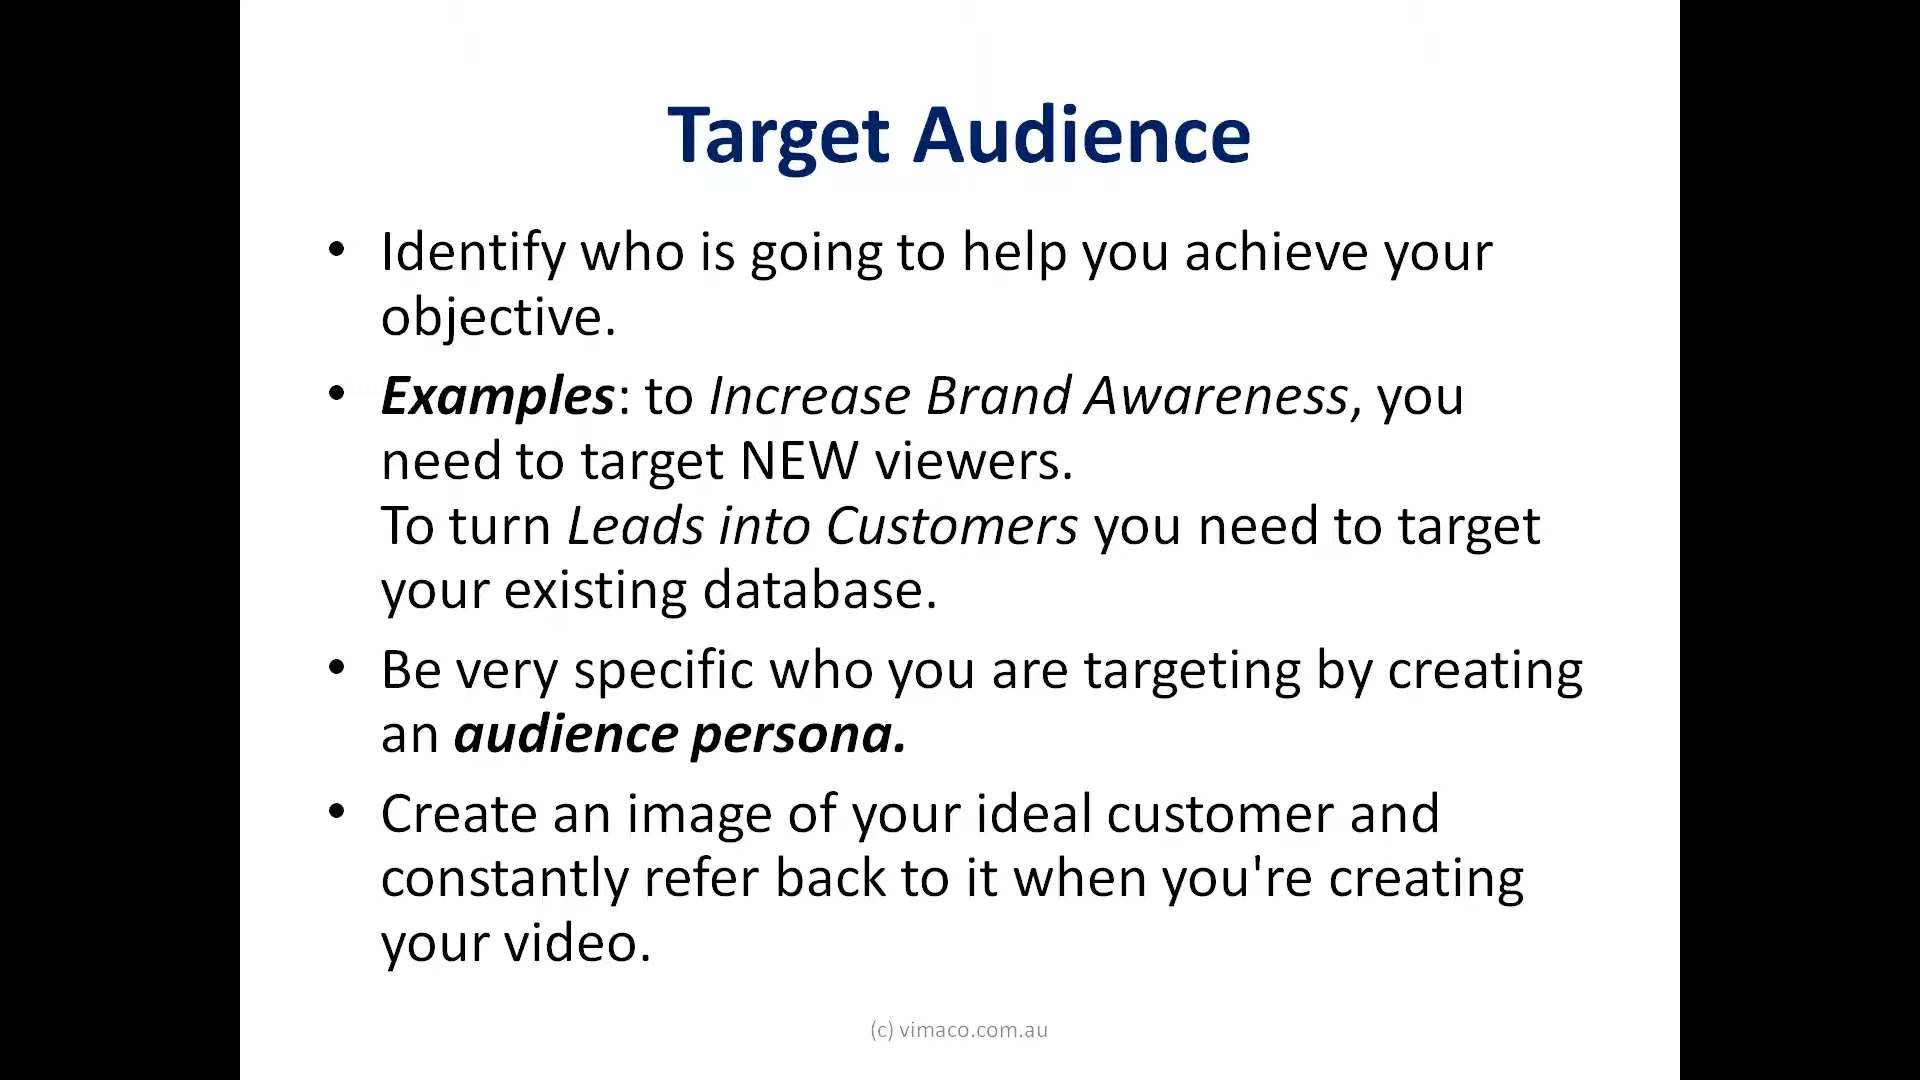 Target Audience
• Identify who is going to help you achieve your
objective.
• Examples: to Increase Brand Awareness, you
need to target NEW viewers.
To turn Leads into Customers you need to target
your existing database.
• Be very specific who you are targeting by creating
an audience persona.
• Create an image of your ideal customer and
constantly refer back to it when you're creating
your video.
(c) vimaco.com.au